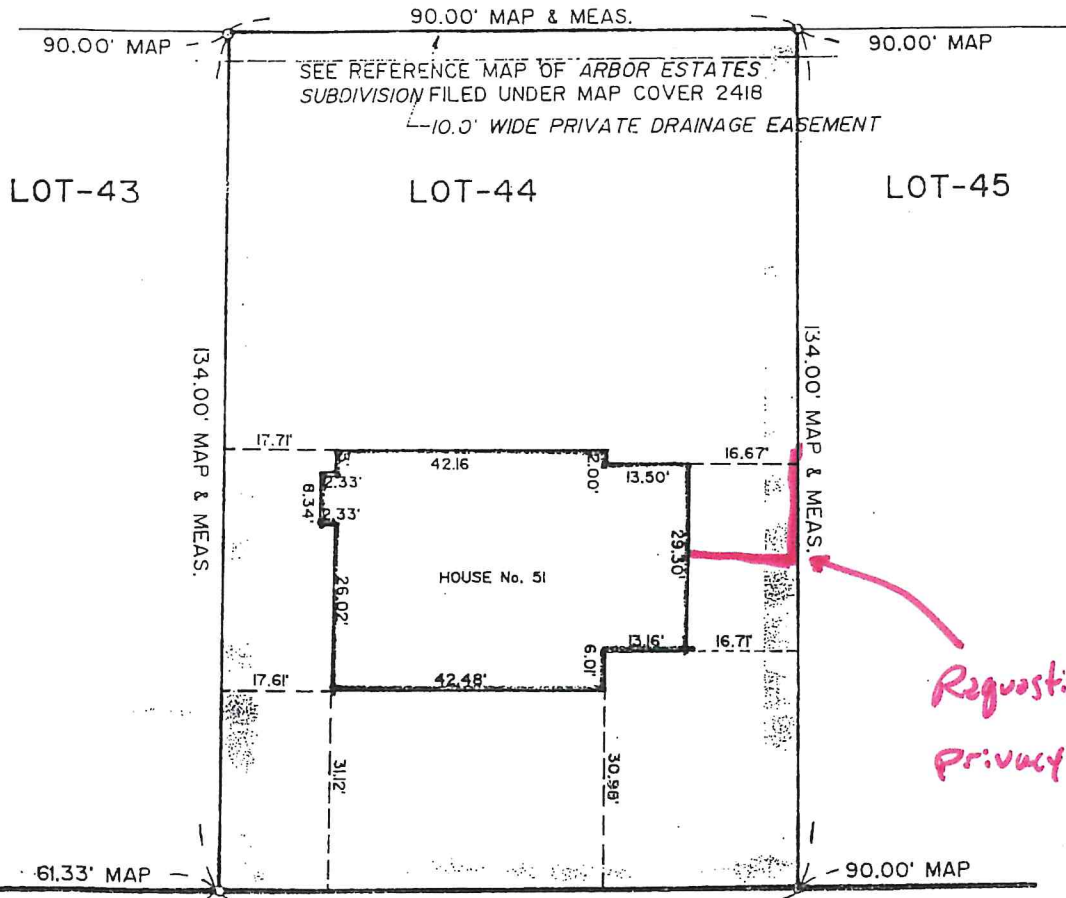 90.00' MAP & MEAS.
90.00' MAP
90.00' MAP
SEE REFERENCE MAP OF ARBOR ESTATES
SUBDIVISION FILED UNDER MAP COVER 2418
10.0' WIDE PRIVATE DRAINAGE EASEMENT
LOT-43
LOT-44
LOT-45
134.00' MAP & MEAS.
134.00' MAP & MEAS.
17.71'
42.16
2.00'
13.50'
16.67'
2.33'
8.34'
2.33'
26.02'
HOUSE No. 51
29.30'
13.16'
16.71'
6.01'
17.61'
42.48'
31.12'
30.98'
privacy
61.33' MAP
90.00' MAP